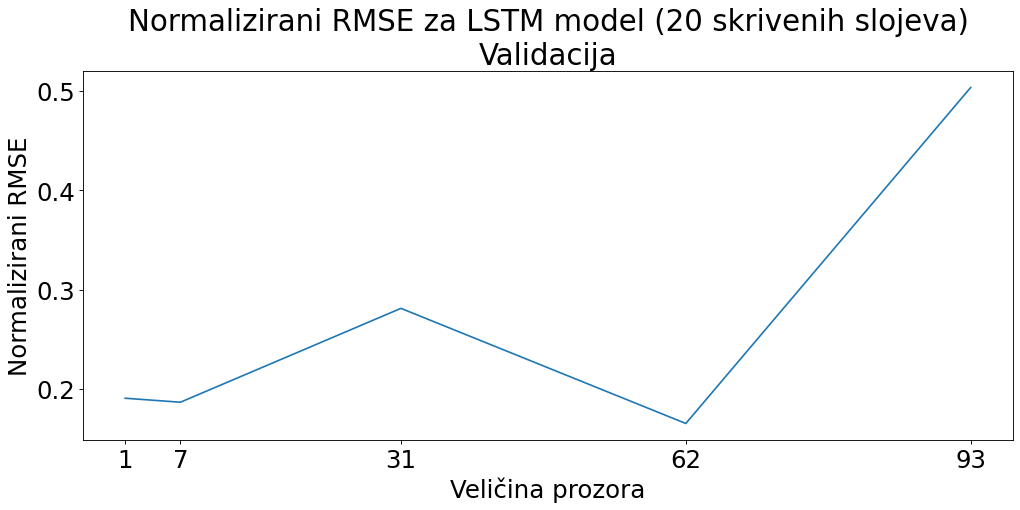 Normalizirani RMSE za LSTM model (20 skrivenih slojeva)
Validacija
Normalizirani RMSE
0.5
0.4
0.3
0.2
1 7 31 62 93
Veličina prozora